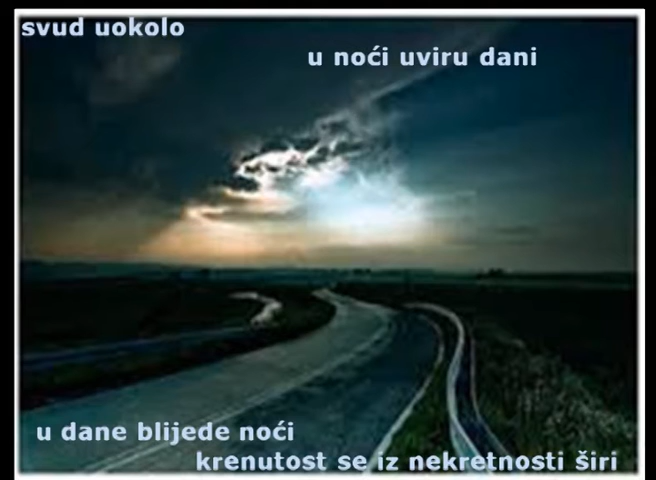 svud uokolo
u noći uviru dani
u dane blijede noći
krenutost se iz nekretnosti širi